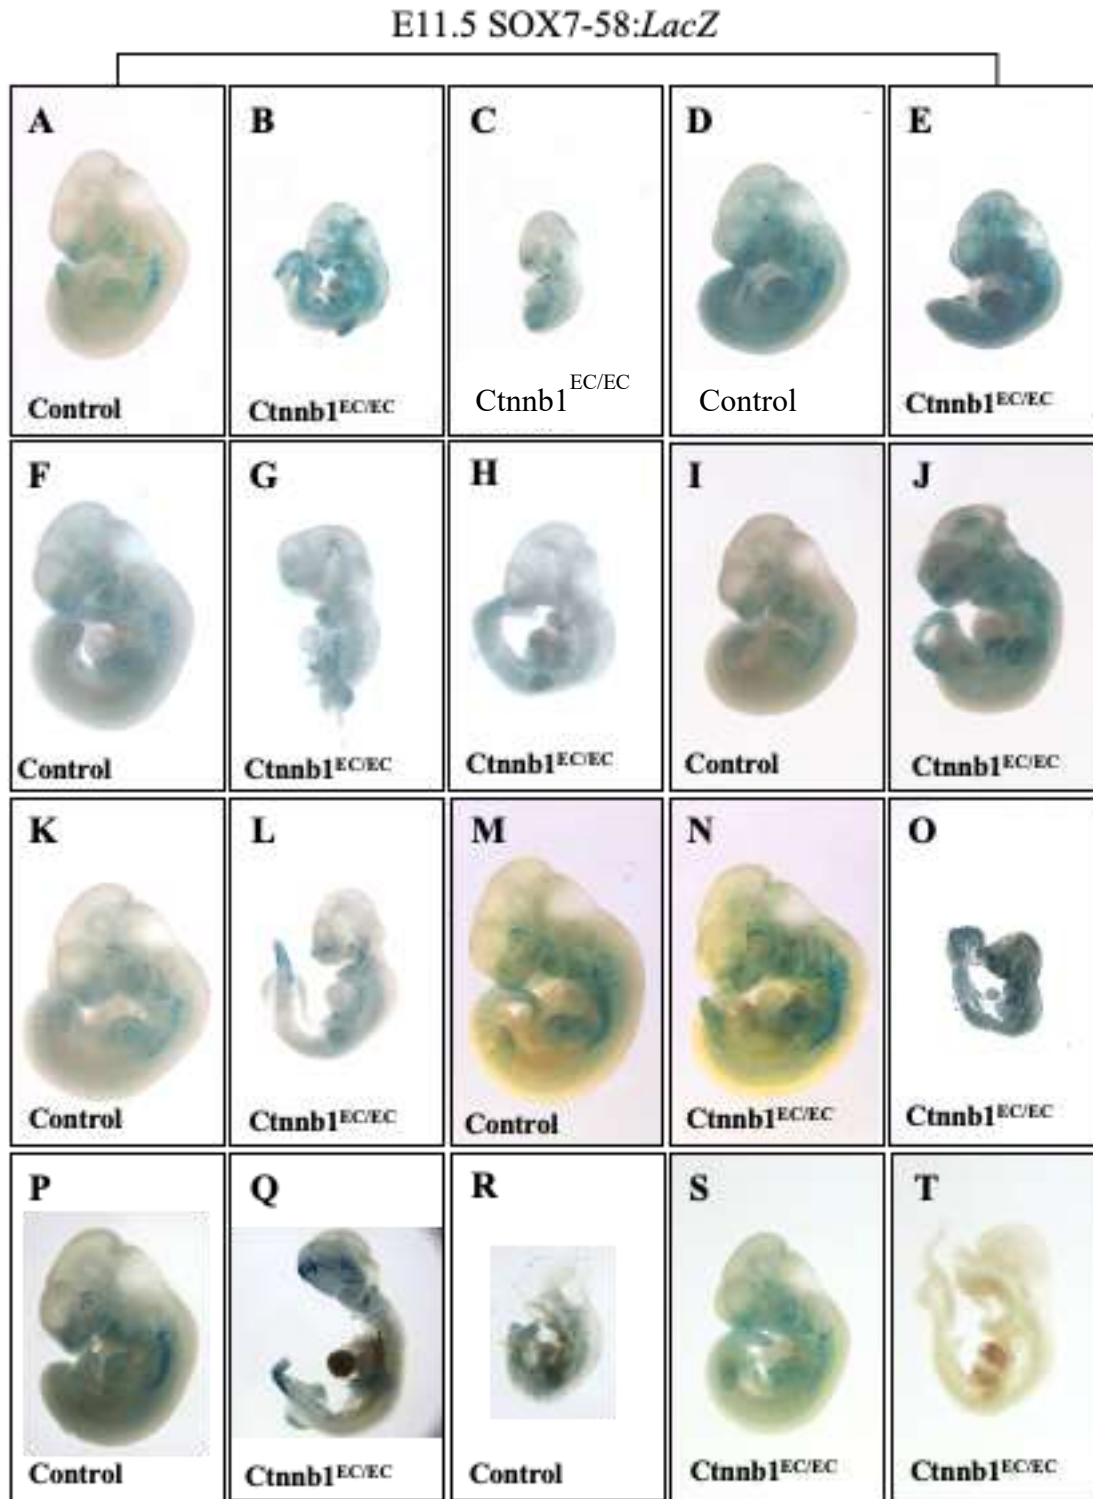 E11.5 SOX7-58:LacZ
A B C D E
Control Ctnnb1EC/EC Ctnnb1EC/EC Control Ctnnb1EC/EC
F G H I J
Control Ctnnb1EC/EC Ctnnb1EC/EC Control Ctnnb1EC/EC
K L M N O
Control Ctnnb1EC/EC Control Ctnnb1EC/EC Ctnnb1EC/EC
P Q R S T
Control Ctnnb1EC/EC Control Ctnnb1EC/EC Ctnnb1EC/EC